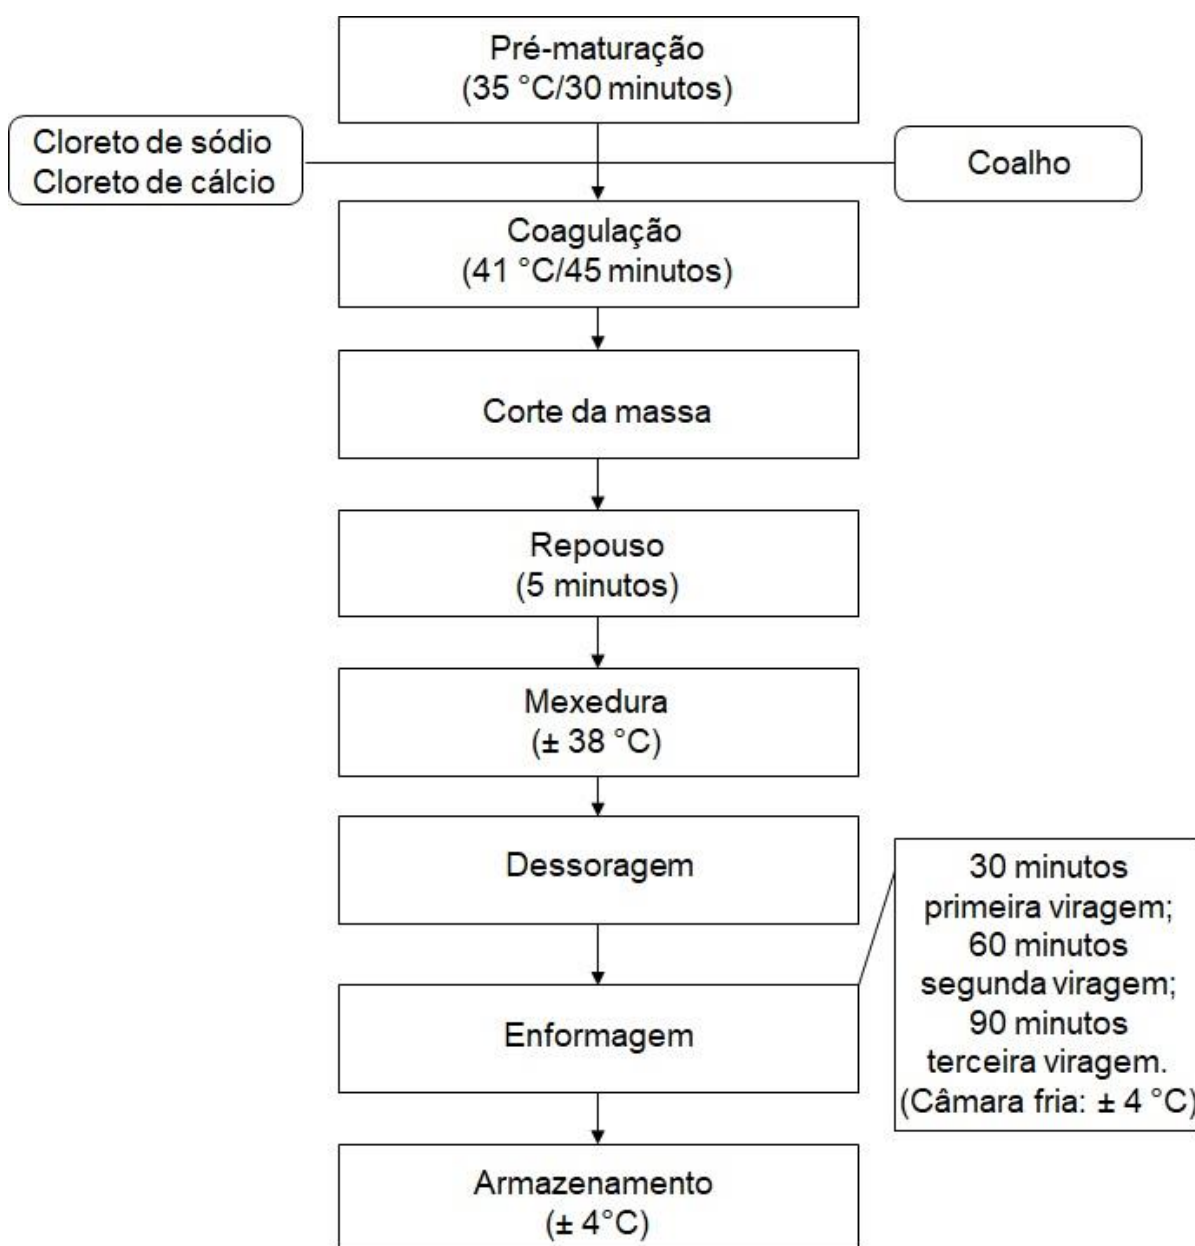 Pré-maturação
(35 °C/30 minutos)
Cloreto de sódio
Cloreto de cálcio
Coalho
Coagulação
(41 °C/45 minutos)
Corte da massa
Repouso
(5 minutos)
Mexedura
(± 38 °C)
Dessoragem
Enformagem
30 minutos
primeira viragem;
60 minutos
segunda viragem;
90 minutos
terceira viragem.
(Câmara fria: ± 4 °C)
Armazenamento
(± 4°C)